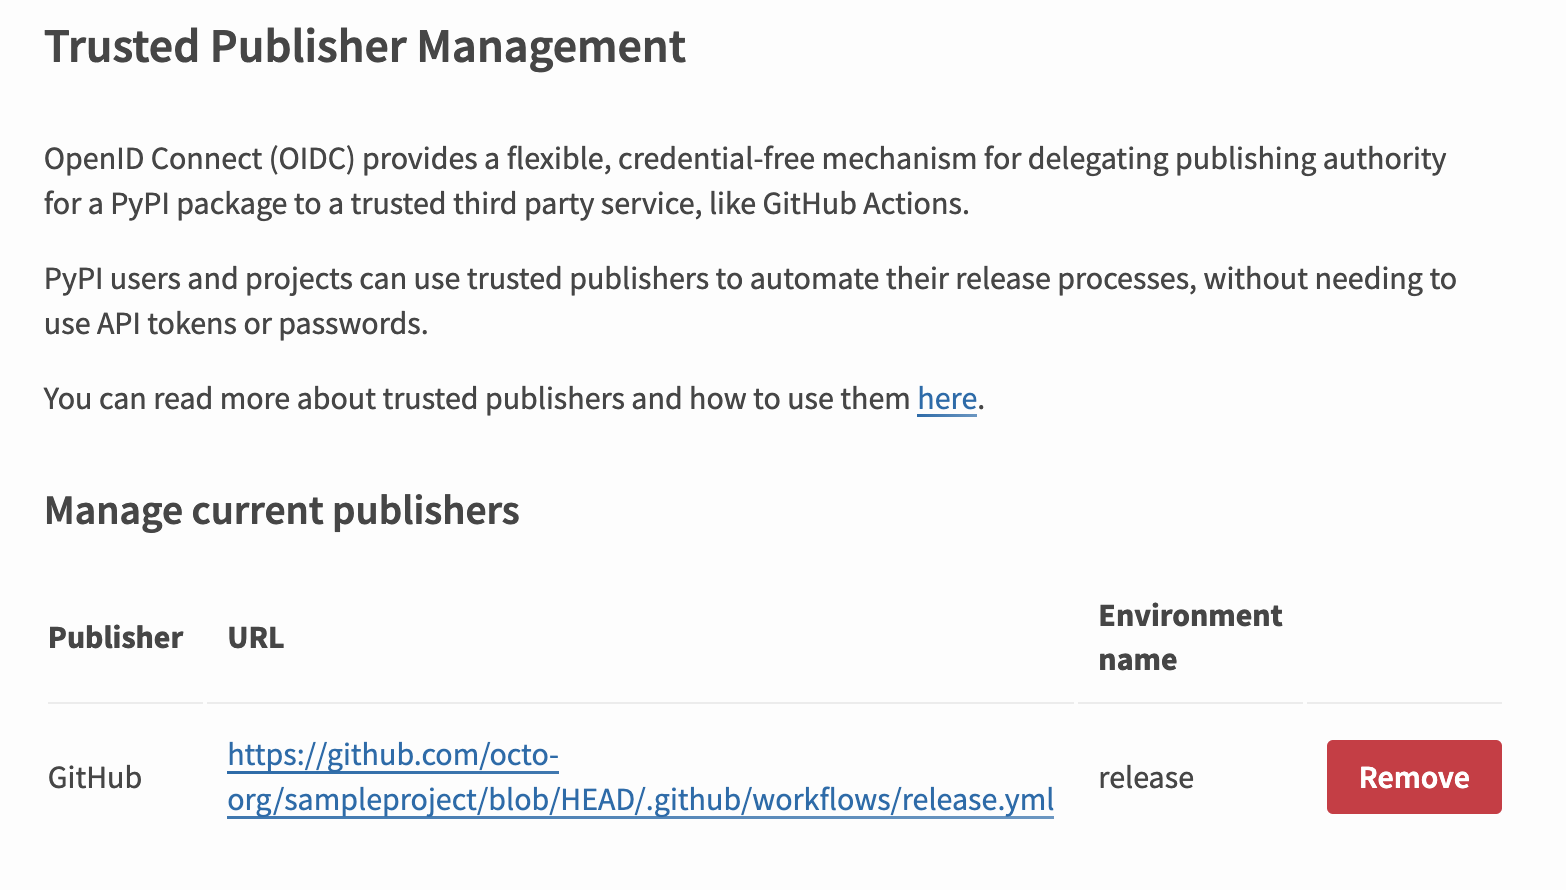 Trusted Publisher Management
OpenID Connect (OIDC) provides a flexible, credential-free mechanism for delegating publishing authority
for a PyPI package to a trusted third party service, like GitHub Actions.
PyPI users and projects can use trusted publishers to automate their release processes, without needing to
use API tokens or passwords.
You can read more about trusted publishers and how to use them here.
Manage current publishers
Publisher URL Environment
name
GitHub https://github.com/octo-
org/sampleproject/blob/HEAD/.github/workflows/release.yml release Remove